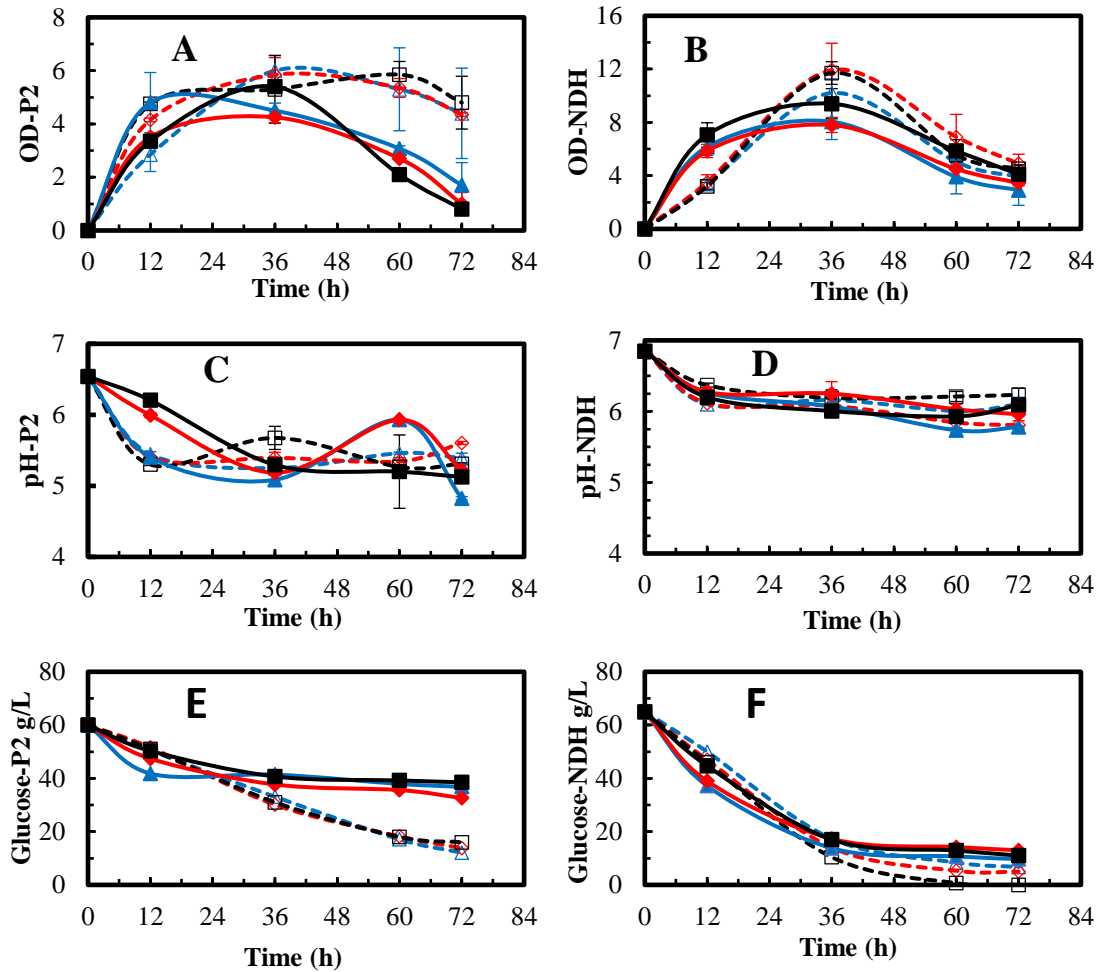 A
OD-P2
8
6
4
2
0
0 12 24 36 48 60 72 84
Time (h)
B
OD-NDH
16
12
8
4
0
0 12 24 36 48 60 72 84
Time (h)
C
pH-P2
7
6
5
4
0 12 24 36 48 60 72 84
Time (h)
D
pH-NDH
7
6
5
4
0 12 24 36 48 60 72 84
Time (h)
E
Glucose-P2 g/L
80
60
40
20
0
0 12 24 36 48 60 72 84
Time (h)
F
Glucose-NDH g/L
80
60
40
20
0
0 12 24 36 48 60 72 84
Time (h)